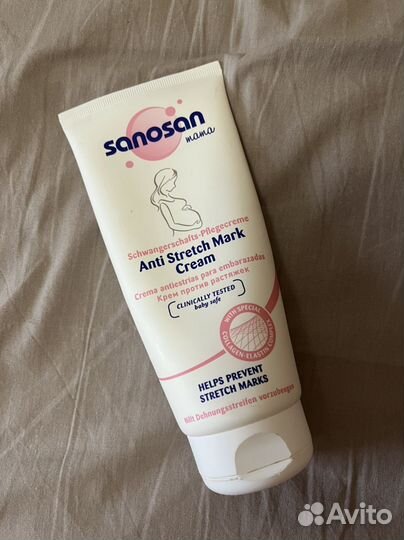 sanosan
mama
Schwangerschafts-Pflegecreme
Anti Stretch Mark
Cream
Crema antiestrias para embarazadas
Крем против растяжек
CLINICALLY TESTED
baby safe
WITH SPECIAL
COLLAGEN-ELASTIN COMPLEX
HELPS PREVENT
STRETCH MARKS
Hilft Dehnungsstreifen vorzubeugen
Avito